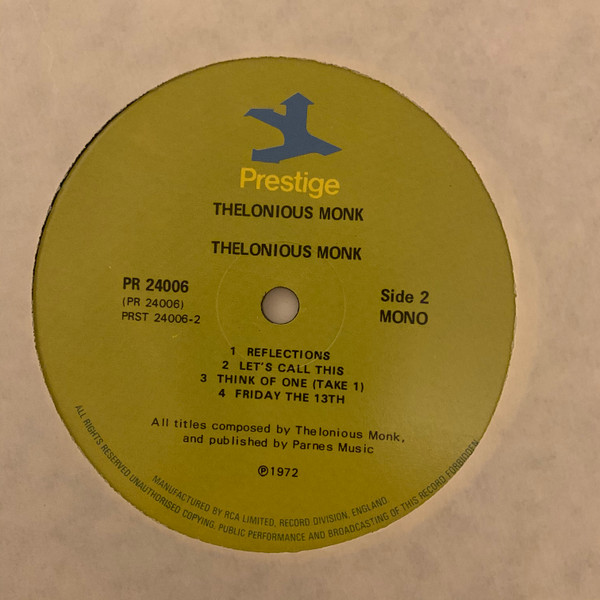 Prestige
THELONIOUS MONK
THELONIOUS MONK
PR 24006
(PR 24006)
PRST 24006-2
Side 2
MONO
1 REFLECTIONS
2 LET'S CALL THIS
3 THINK OF ONE (TAKE 1)
4 FRIDAY THE 13TH
All titles composed by Thelonious Monk,
and published by Parnes Music
℗1972
MANUFACTURED BY RCA LIMITED, RECORD DIVISION, ENGLAND.
ALL RIGHTS RESERVED UNAUTHORISED COPYING, PUBLIC PERFORMANCE AND BROADCASTING OF THIS RECORD FORBIDDEN